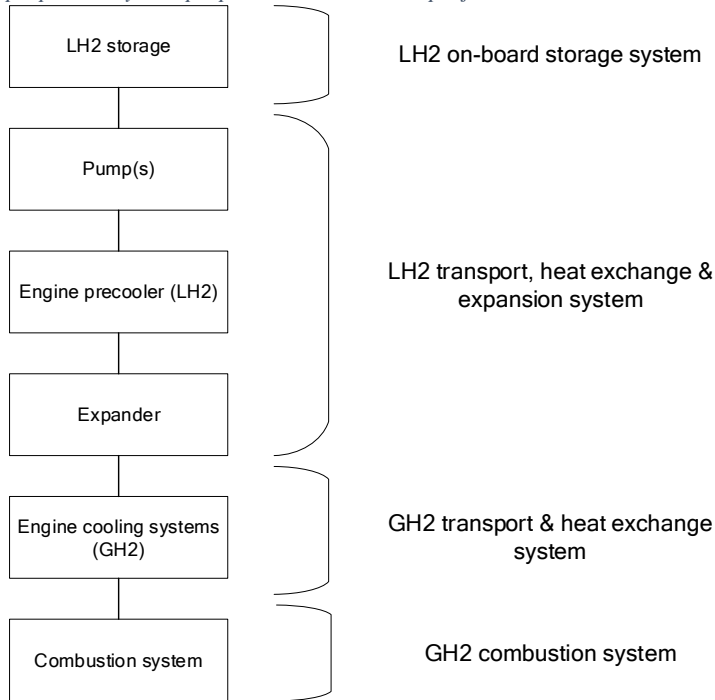 LH2 storage
LH2 on-board storage system
Pump(s)
Engine precooler (LH2)
LH2 transport, heat exchange &
expansion system
Expander
Engine cooling systems
(GH2)
GH2 transport & heat exchange
system
Combustion system
GH2 combustion system